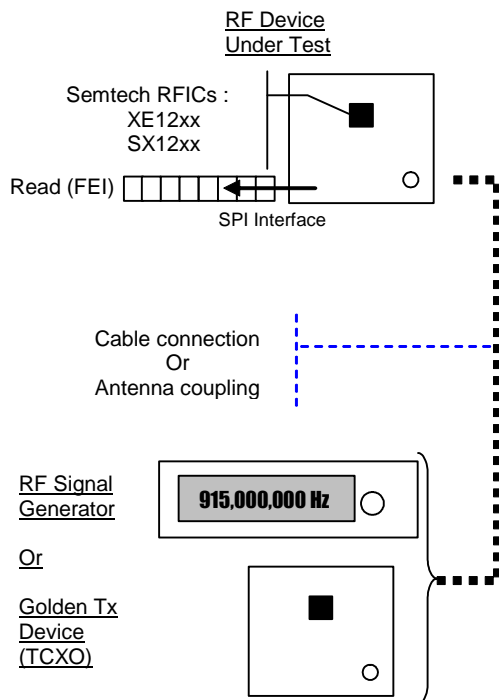 RF Device
Under Test
Semtech RFICs :
XE12xx
SX12xx
Read (FEI)
SPI Interface
Cable connection
Or
Antenna coupling
RF Signal
Generator
915,000,000 Hz
Or
Golden Tx
Device
(TCXO)